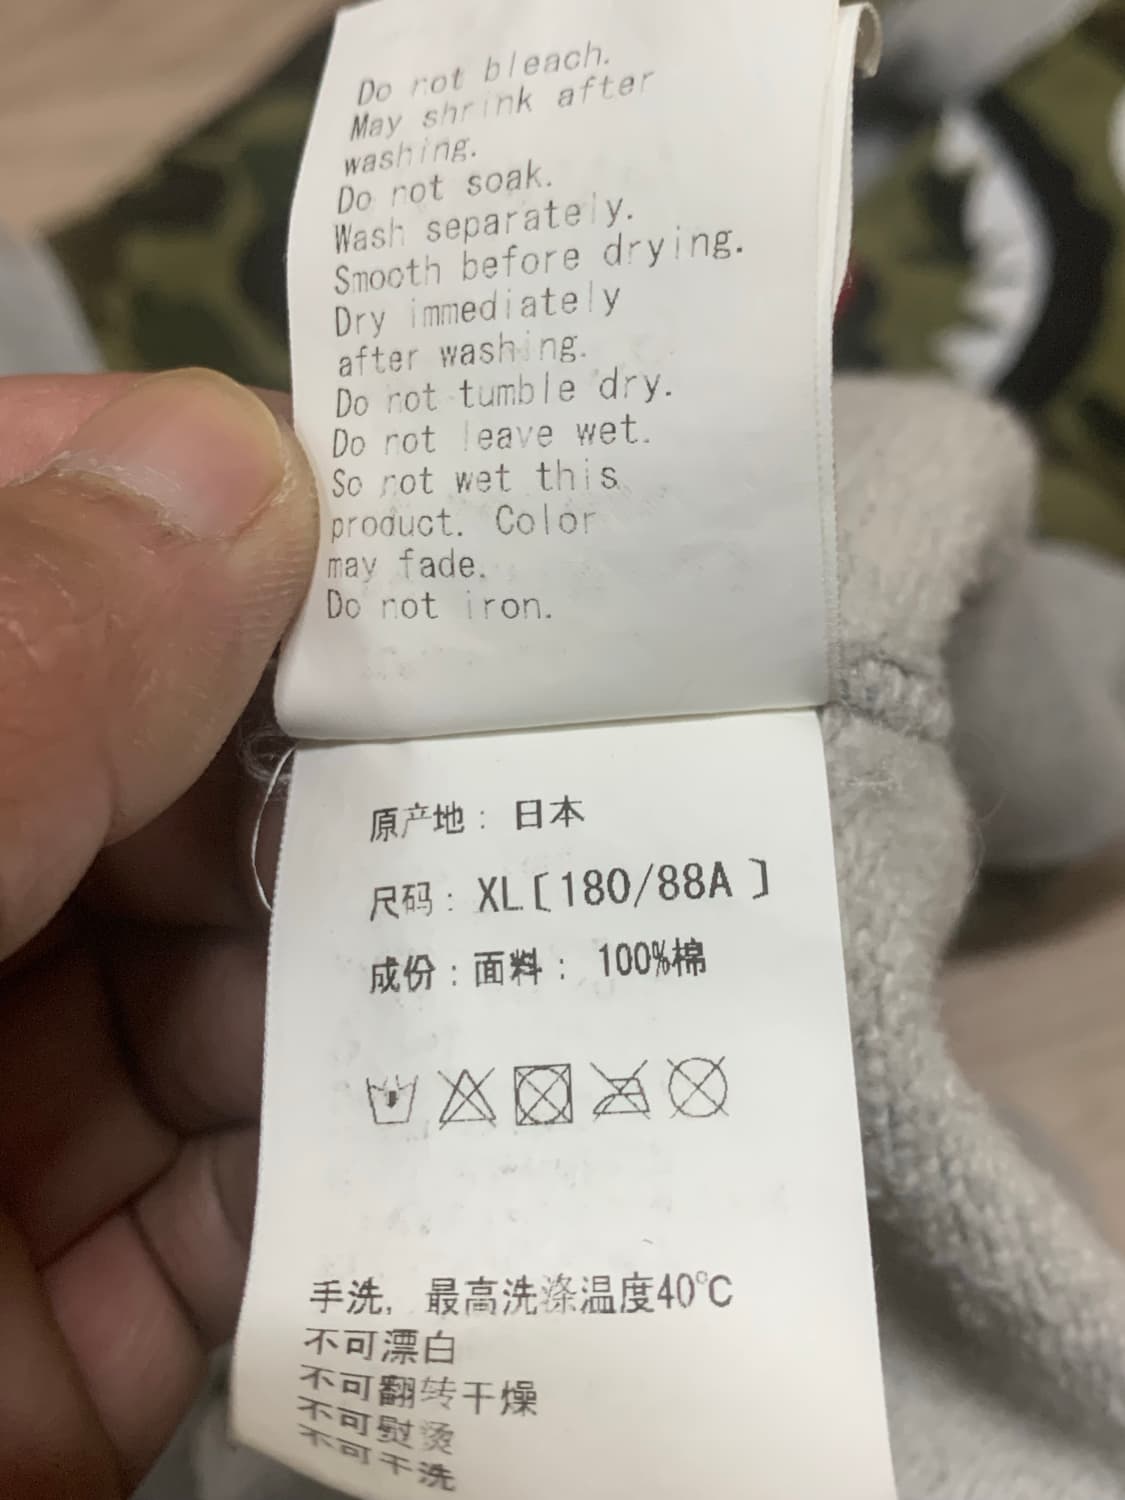 Do not bleach.
May shrink after
washing.
Do not soak.
Wash separately.
Smooth before drying.
Dry immediately
after washing.
Do not tumble dry.
Do not leave wet.
So not wet this
product. Color
may fade.
Do not iron.
原产地: 日本
尺码: XL〔180/88A 〕
成份:面料: 100%棉
手洗, 最高洗涤温度40℃
不可漂白
不可翻转干燥
不可熨烫
不可干洗